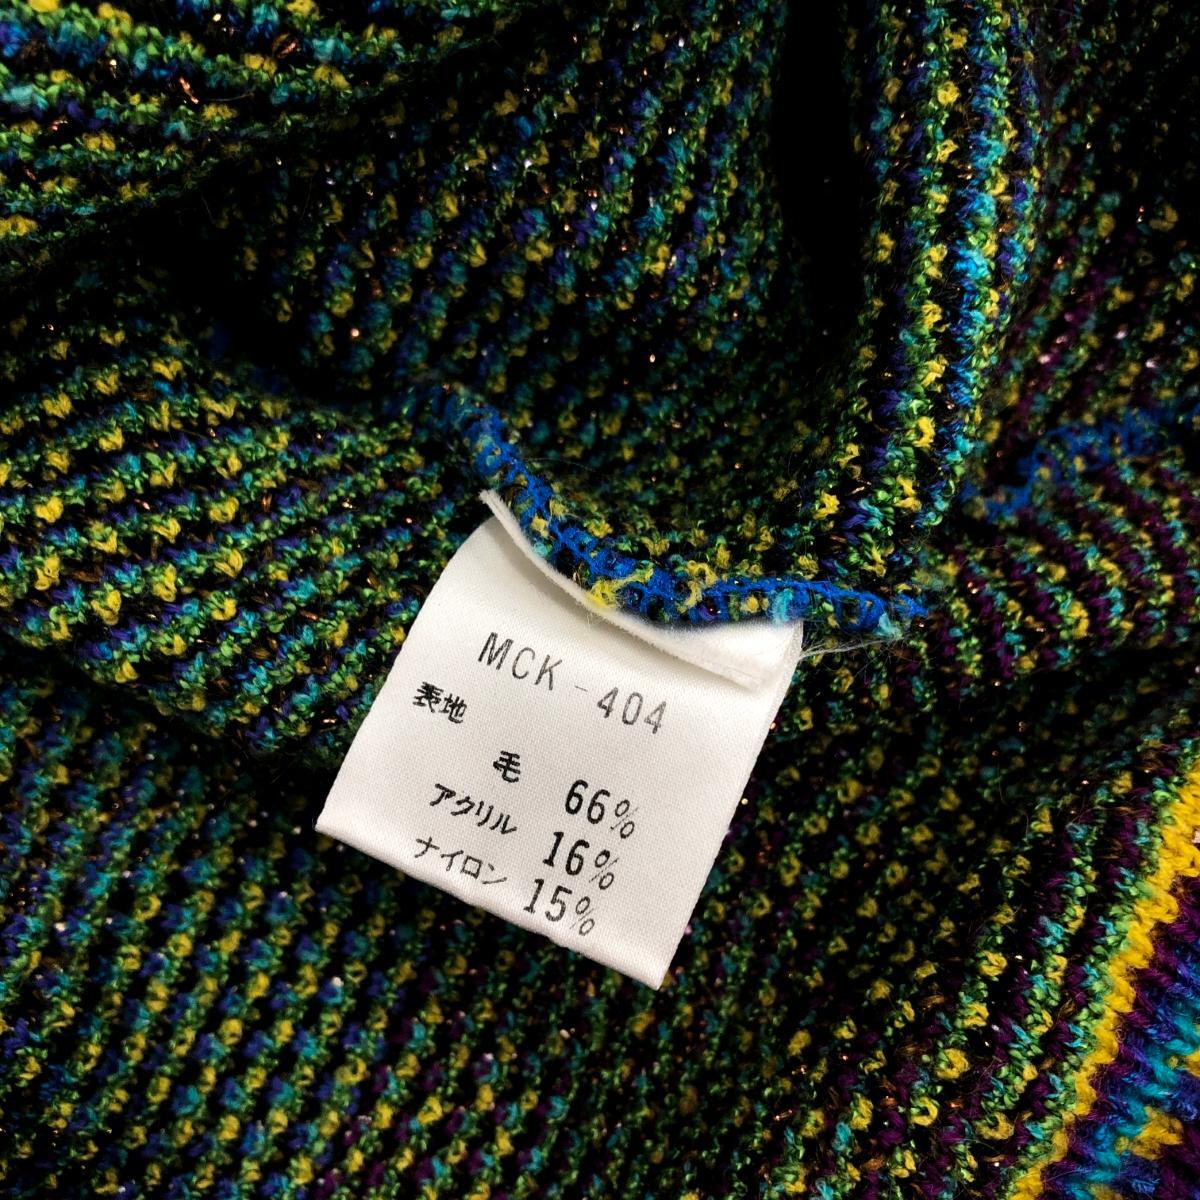 MCK-404
表地
毛 66%
アクリル 16%
ナイロン 15%